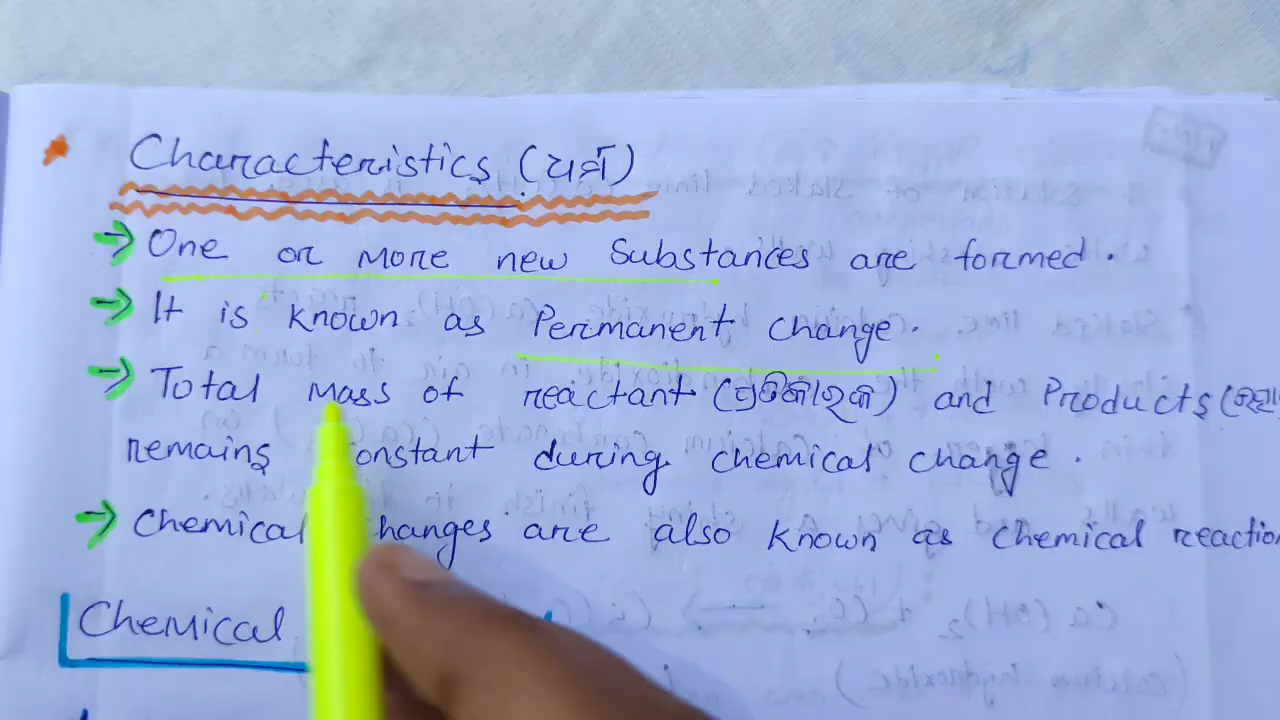 Characteristics (ଧର୍ମ)
One or more new Substances are formed.
It is known as Permanent change.
Total Mass of reactant (ପ୍ରତିକାରକ) and Products
remains constant during chemical change.
Chemical changes are also known as chemical reaction
Chemical